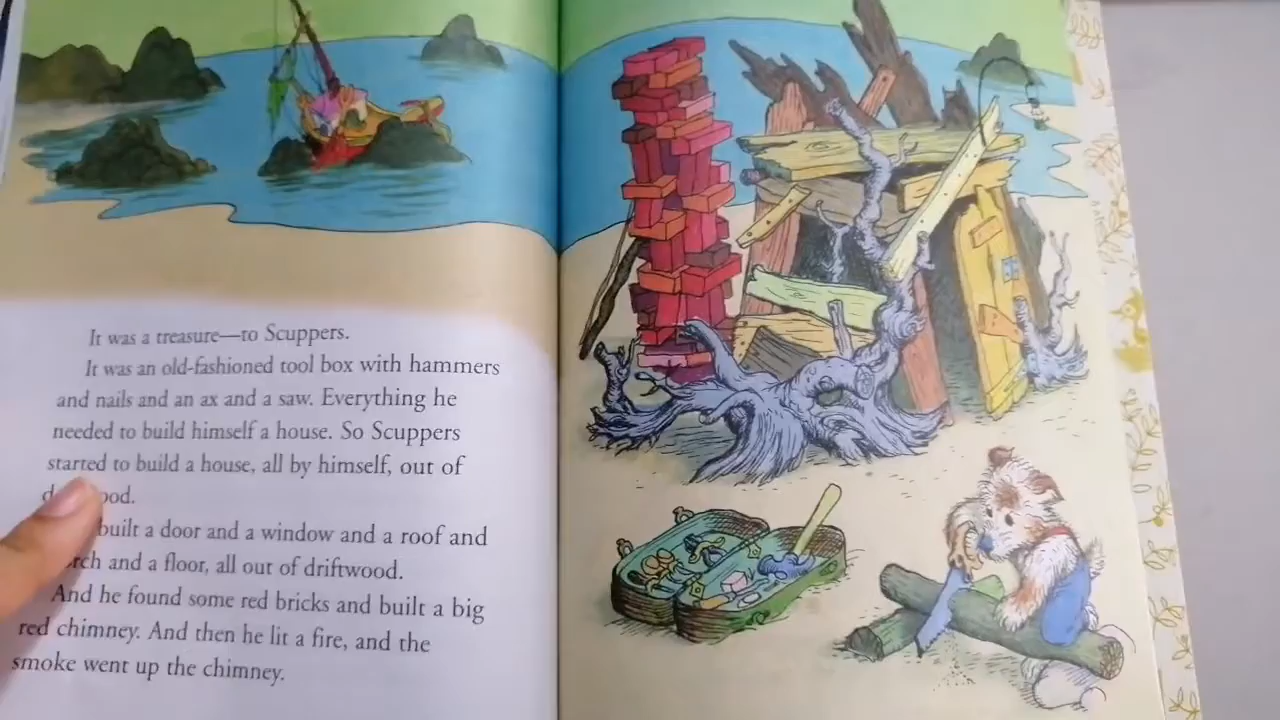 It was a treasure—to Scuppers.
It was an old-fashioned tool box with hammers
and nails and an ax and a saw. Everything he
needed to build himself a house. So Scuppers
started to build a house, all by himself, out of
built a door and a window and a roof and
and a floor, all out of driftwood.
And he found some red bricks and built a big
red chimney. And then he lit a fire, and the
smoke went up the chimney.